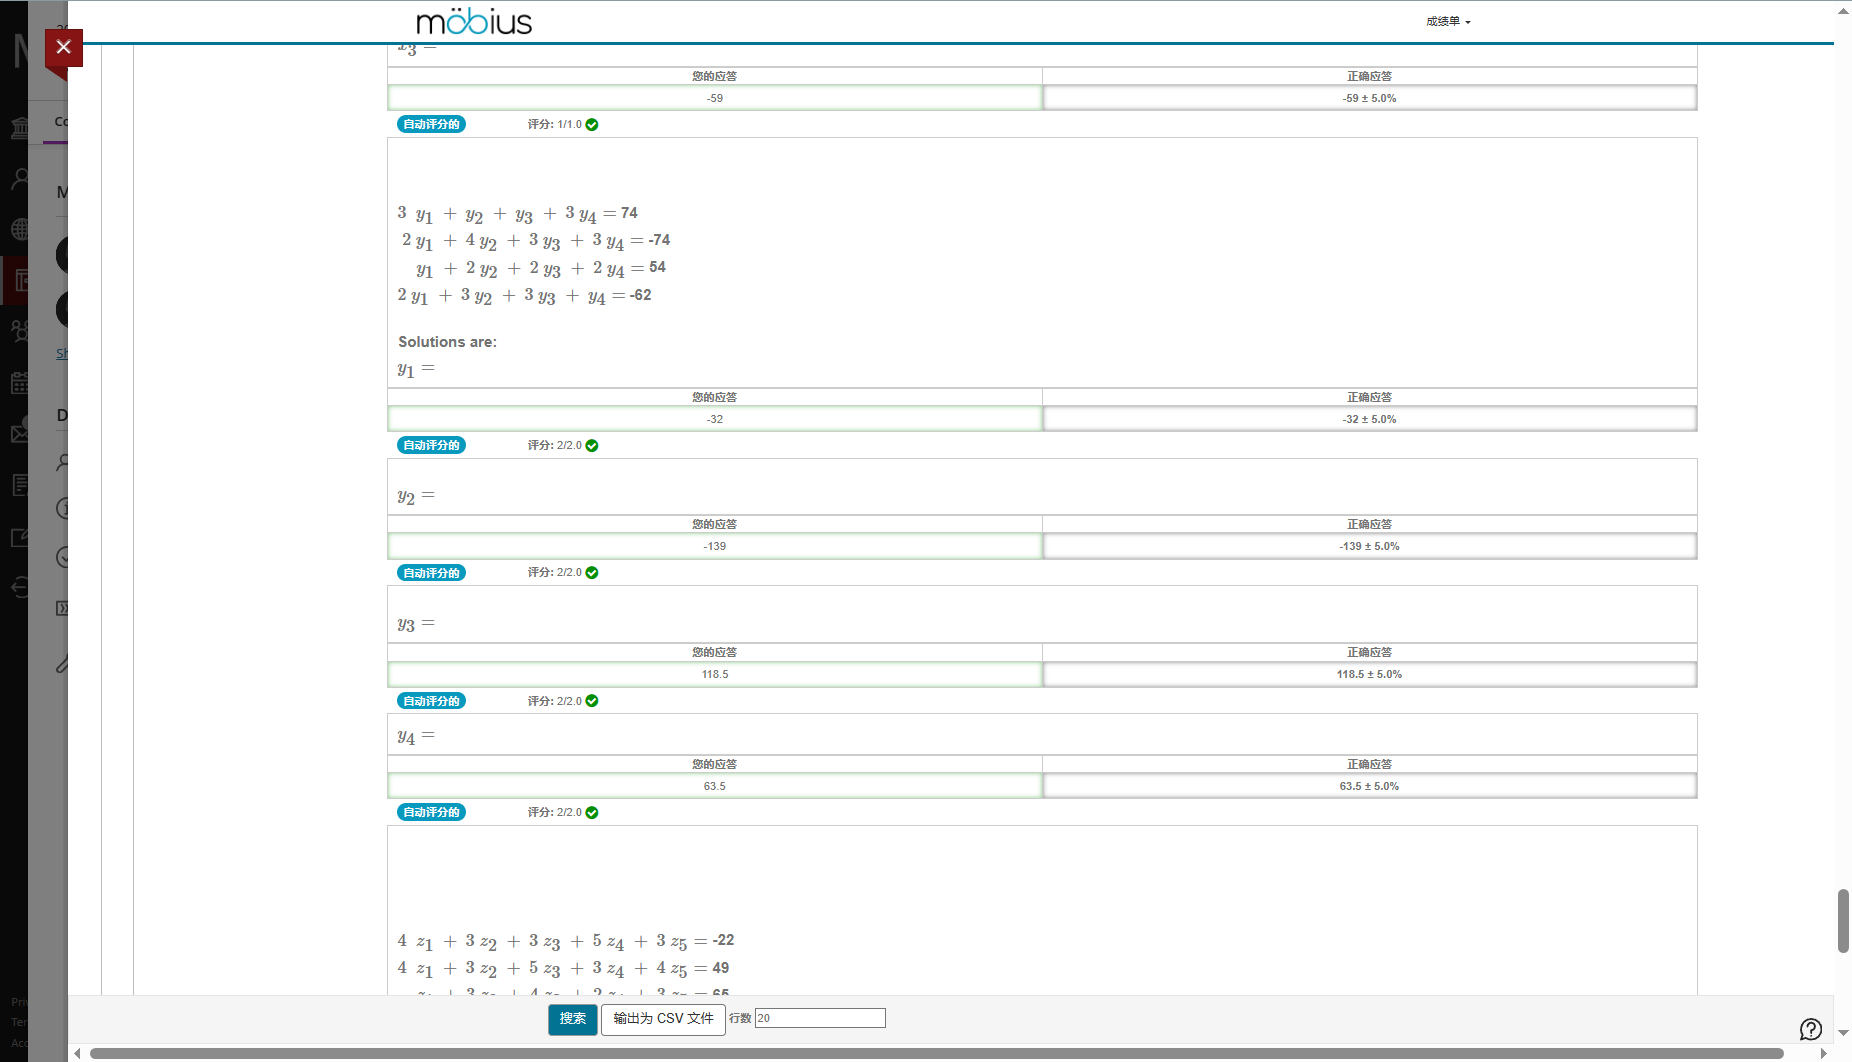 möbius
成绩单
x3 =
您的应答 正确应答
-59 -59 ± 5.0%
自动评分的 评分: 1/1.0
3 y1 + y2 + y3 + 3 y4 = 74
2 y1 + 4 y2 + 3 y3 + 3 y4 = -74
y1 + 2 y2 + 2 y3 + 2 y4 = 54
2 y1 + 3 y2 + 3 y3 + y4 = -62
Solutions are:
y1 =
您的应答 正确应答
-32 -32 ± 5.0%
自动评分的 评分: 2/2.0
y2 =
您的应答 正确应答
-139 -139 ± 5.0%
自动评分的 评分: 2/2.0
y3 =
您的应答 正确应答
118.5 118.5 ± 5.0%
自动评分的 评分: 2/2.0
y4 =
您的应答 正确应答
63.5 63.5 ± 5.0%
自动评分的 评分: 2/2.0
4 z1 + 3 z2 + 3 z3 + 5 z4 + 3 z5 = -22
4 z1 + 3 z2 + 5 z3 + 3 z4 + 4 z5 = 49
搜索 输出为 CSV 文件 行数 20